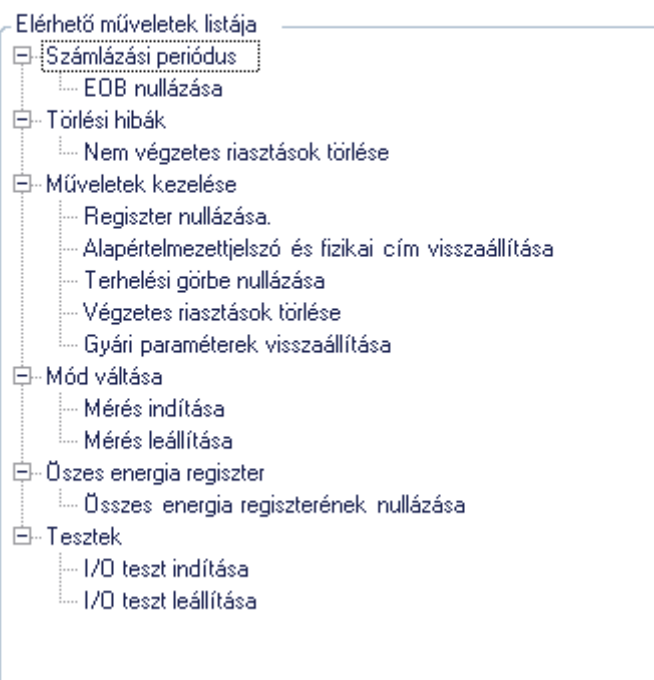 Elérhető műveletek listája
Számlázási periódus
EOB nullázása
Törlési hibák
Nem végzetes riasztások törlése
Műveletek kezelése
Regiszter nullázása.
Alapértelmezettjelszó és fizikai cím visszaállítása
Terhelési görbe nullázása
Végzetes riasztások törlése
Gyári paraméterek visszaállítása
Mód váltása
Mérés indítása
Mérés leállítása
Öszes energia regiszter
Összes energia regiszterének nullázása
Tesztek
I/O teszt indítása
I/O teszt leállítása